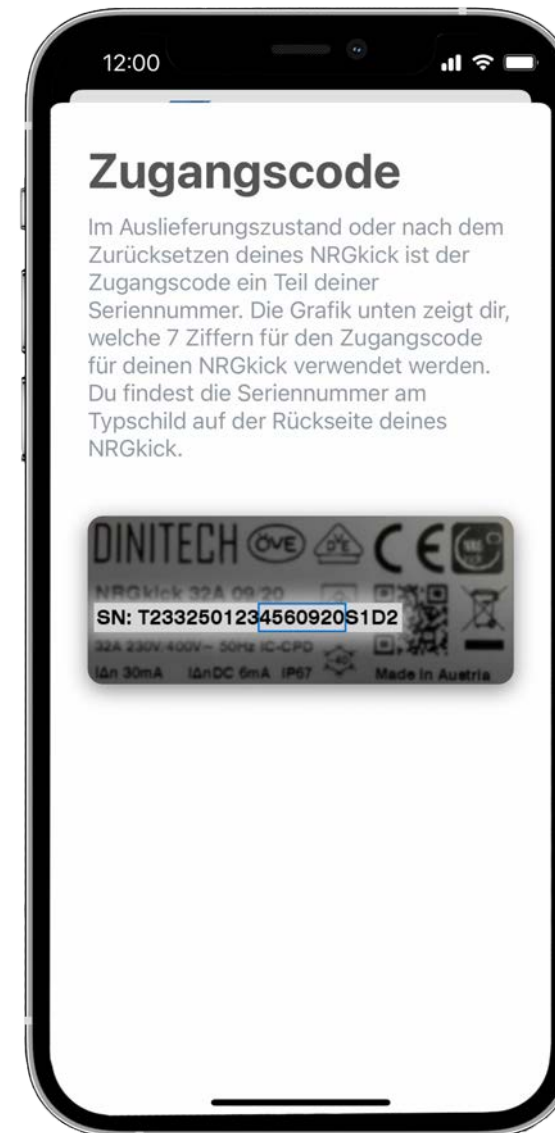 12:00
Zugangscode
Im Auslieferungszustand oder nach dem
Zurücksetzen deines NRGkick ist der
Zugangscode ein Teil deiner
Seriennummer. Die Grafik unten zeigt dir,
welche 7 Ziffern für den Zugangscode
für deinen NRGkick verwendet werden.
Du findest die Seriennummer am
Typschild auf der Rückseite deines
NRGkick.
DINITECH ÖVE CE
NRGkick 32A 09/20
SN: T2332501234560920S1D2
32A 230V/400V~ 50Hz IC-CPD
IΔn 30mA IΔnDC 6mA IP67 Made in Austria